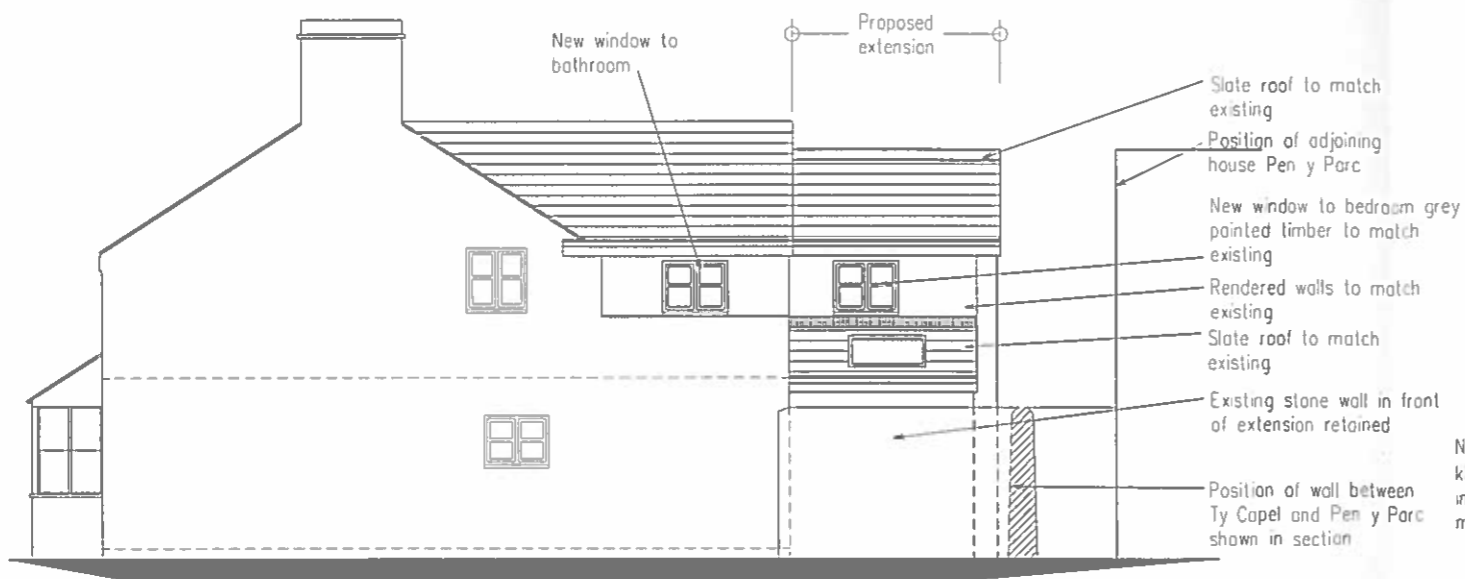 Proposed
extension
New window to
bathroom
Slate roof to match
existing
Position of adjoining
house Pen y Parc
New window to bedroom grey
painted timber to match
existing
Rendered walls to match
existing
Slate roof to match
existing
Existing stone wall in front
of extension retained
Position of wall between
Ty Capel and Pen y Parc
shown in section